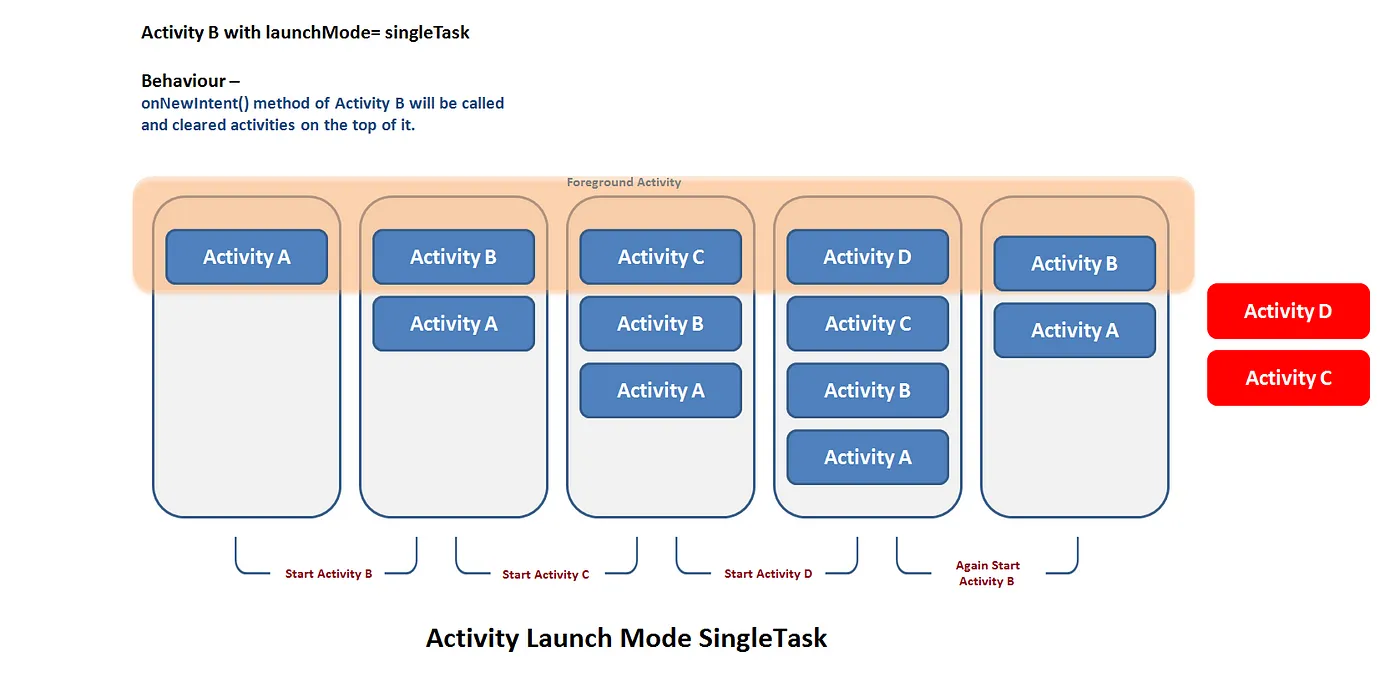 Activity B with launchMode= singleTask
Behaviour –
onNewIntent() method of Activity B will be called
and cleared activities on the top of it.
Foreground Activity
Activity A
Activity B
Activity A
Activity C
Activity B
Activity A
Activity D
Activity C
Activity B
Activity A
Activity B
Activity A
Activity D
Activity C
Start Activity B
Start Activity C
Start Activity D
Again Start
Activity B
Activity Launch Mode SingleTask